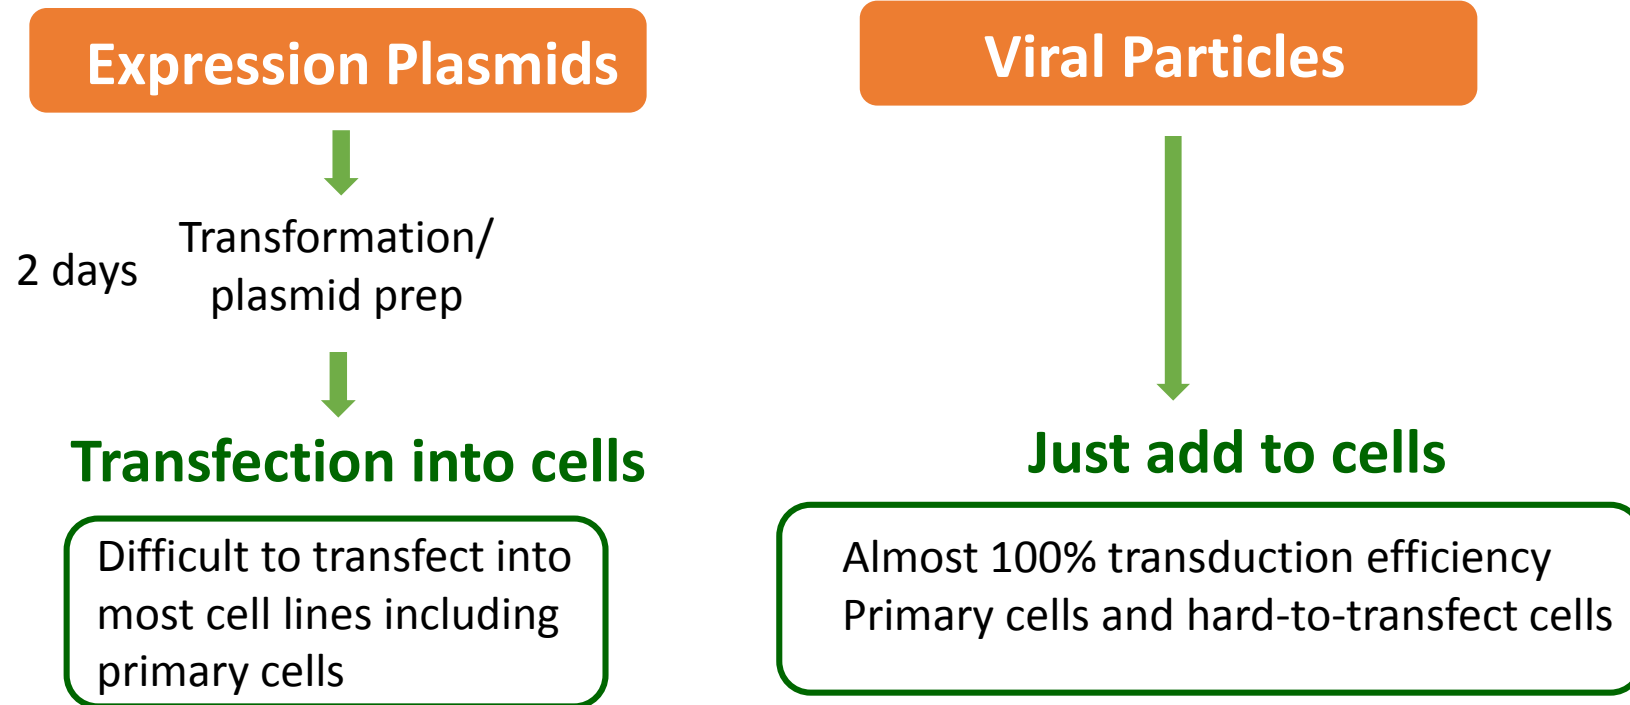 Expression Plasmids
2 days
Transformation/
plasmid prep
Transfection into cells
Difficult to transfect into
most cell lines including
primary cells
Viral Particles
Just add to cells
Almost 100% transduction efficiency
Primary cells and hard-to-transfect cells